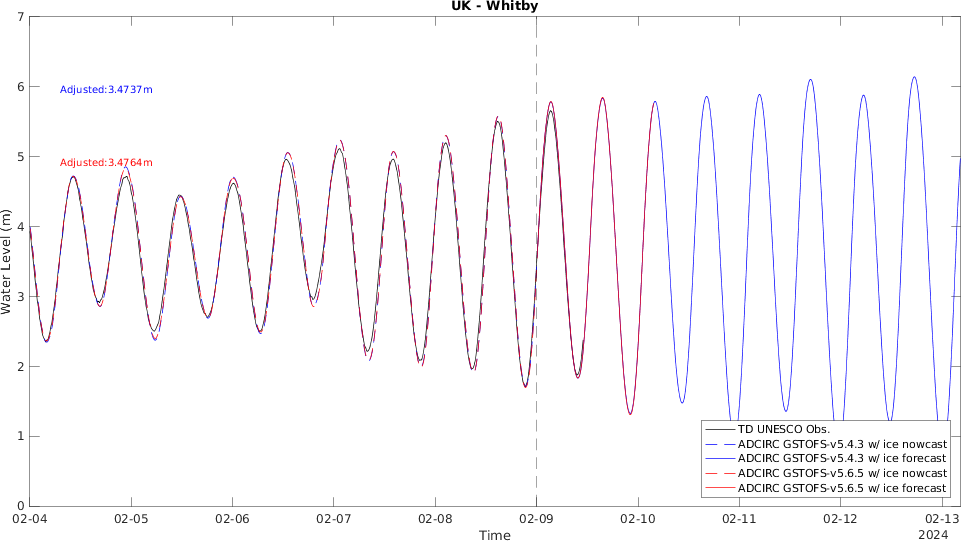 UK - Whitby
7
6
5
4
3
2
1
0
Water Level (m)
Adjusted:3.4737m
Adjusted:3.4764m
TD UNESCO Obs.
ADCIRC GSTOFS-v5.4.3 w/ ice nowcast
ADCIRC GSTOFS-v5.4.3 w/ ice forecast
ADCIRC GSTOFS-v5.6.5 w/ ice nowcast
ADCIRC GSTOFS-v5.6.5 w/ ice forecast
02-04 02-05 02-06 02-07 02-08 02-09 02-10 02-11 02-12 02-13
Time
2024